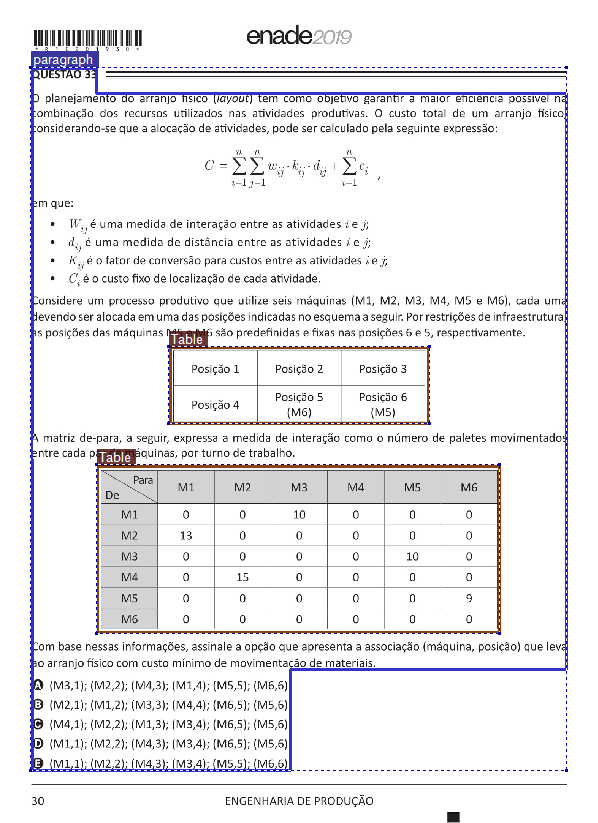 *R10201930*
enade2019
paragraph
QUESTÃO 33
O planejamento do arranjo físico (layout) tem como objetivo garantir a maior eficiência possível na
combinação dos recursos utilizados nas atividades produtivas. O custo total de um arranjo físico,
considerando-se que a alocação de atividades, pode ser calculado pela seguinte expressão:
C = ∑_{i−1}^{n} ∑_{j−1}^{n} w_{ij} · k_{ij} · d_{ij} + ∑_{i−1}^{n} c_i ,
em que:
• W_{ij} é uma medida de interação entre as atividades i e j;
• d_{ij} é uma medida de distância entre as atividades i e j;
• K_{ij} é o fator de conversão para custos entre as atividades i e j;
• C_i é o custo fixo de localização de cada atividade.
Considere um processo produtivo que utilize seis máquinas (M1, M2, M3, M4, M5 e M6), cada uma
devendo ser alocada em uma das posições indicadas no esquema a seguir. Por restrições de infraestrutura,
as posições das máquinas M5 e M6 são predefinidas e fixas nas posições 6 e 5, respectivamente.
Table
Posição 1 Posição 2 Posição 3
Posição 4 Posição 5 (M6) Posição 6 (M5)
A matriz de-para, a seguir, expressa a medida de interação como o número de paletes movimentados
entre cada p áquinas, por turno de trabalho.
Table
De Para M1 M2 M3 M4 M5 M6
M1 0 0 10 0 0 0
M2 13 0 0 0 0 0
M3 0 0 0 0 10 0
M4 0 15 0 0 0 0
M5 0 0 0 0 0 9
M6 0 0 0 0 0 0
Com base nessas informações, assinale a opção que apresenta a associação (máquina, posição) que leva
ao arranjo físico com custo mínimo de movimentação de materiais.
A (M3,1); (M2,2); (M4,3); (M1,4); (M5,5); (M6,6)
B (M2,1); (M1,2); (M3,3); (M4,4); (M6,5); (M5,6)
C (M4,1); (M2,2); (M1,3); (M3,4); (M6,5); (M5,6)
D (M1,1); (M2,2); (M4,3); (M3,4); (M6,5); (M5,6)
E (M1,1); (M2,2); (M4,3); (M3,4); (M5,5); (M6,6)
30 ENGENHARIA DE PRODUÇÃO